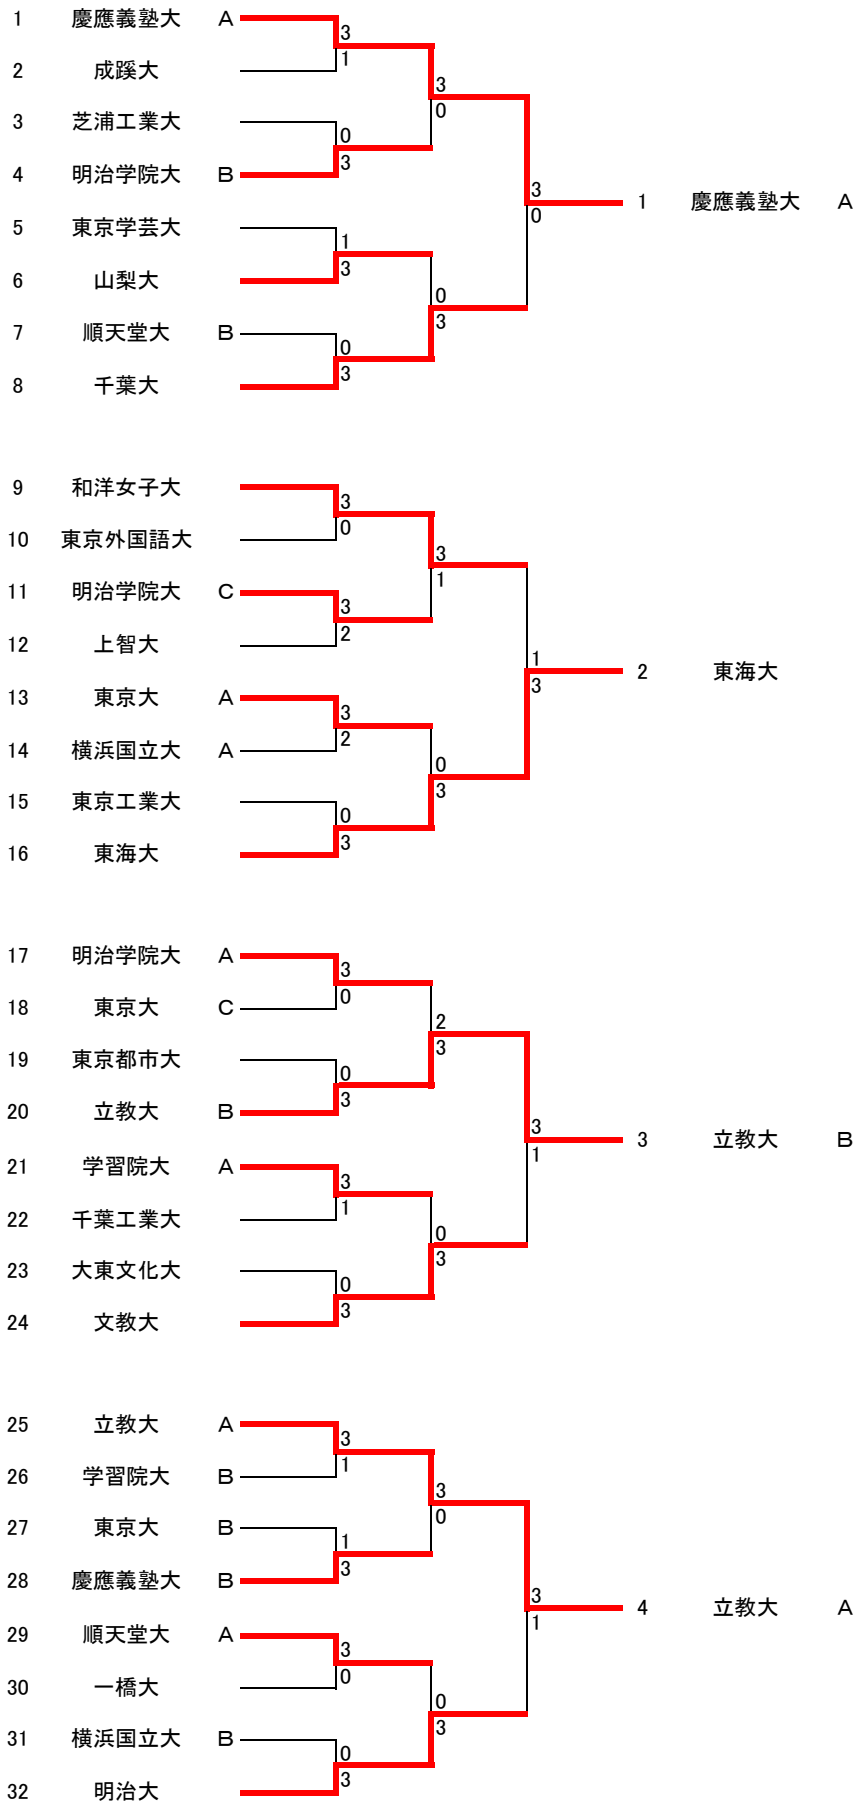 1 慶應義塾大 A
3
2 成蹊大
1
3
0
3 芝浦工業大
0
4 明治学院大 B
3
3
0
1 慶應義塾大 A
5 東京学芸大
1
6 山梨大
3
0
3
7 順天堂大 B
0
8 千葉大
3
9 和洋女子大
3
10 東京外国語大
0
3
1
11 明治学院大 C
3
12 上智大
2
1
3
2 東海大
13 東京大 A
3
14 横浜国立大 A
2
0
3
15 東京工業大
0
16 東海大
3
17 明治学院大 A
3
18 東京大 C
0
2
3
19 東京都市大
0
20 立教大 B
3
3
1
3 立教大 B
21 学習院大 A
3
22 千葉工業大
1
0
3
23 大東文化大
0
24 文教大
3
25 立教大 A
3
26 学習院大 B
1
3
0
27 東京大 B
1
28 慶應義塾大 B
3
3
1
4 立教大 A
29 順天堂大 A
3
30 一橋大
0
0
3
31 横浜国立大 B
0
32 明治大
3